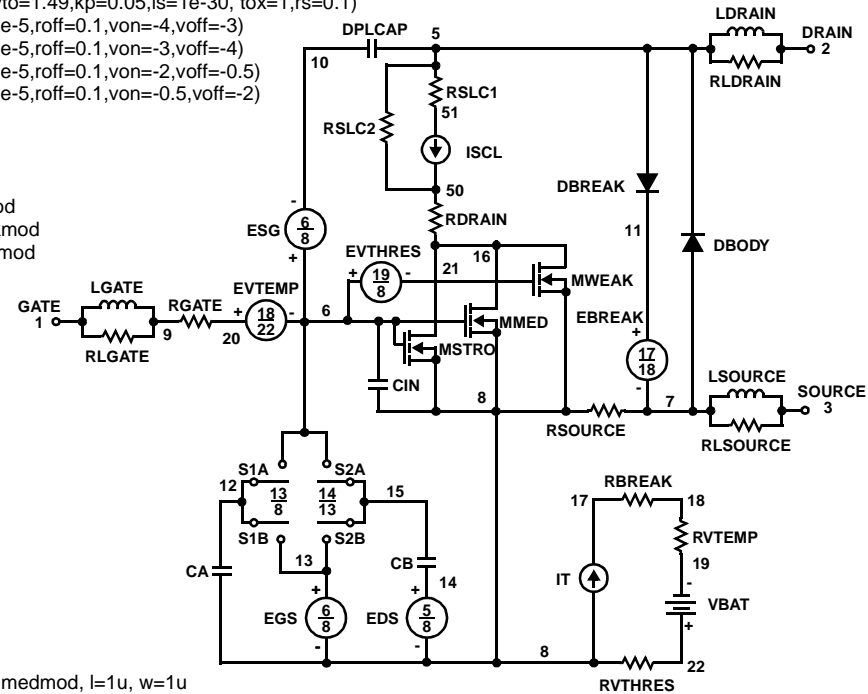 vto=1.49,kp=0.05,is=1e-30, tox=1,rs=0.1)
e-5,roff=0.1,von=-4,voff=-3)
e-5,roff=0.1,von=-3,voff=-4)
e-5,roff=0.1,von=-2,voff=-0.5)
e-5,roff=0.1,von=-0.5,voff=-2)
DPLCAP
5
10
LDRAIN
DRAIN
2
RLDRAIN
RSLC1
51
RSLC2
ISCL
50
DBREAK
11
DBODY
od
amod
mod
ESG
-
6
8
+
RDRAIN
EVTHRES
+
19
8
-
21
16
MWEAK
LGATE
GATE
1
RLGATE
9
RGATE
EVTEMP
+
18
22
-
20
6
MMED
MSTRO
EBREAK
+
17
18
-
CIN
8
RSOURCE
7
LSOURCE
SOURCE
3
RLSOURCE
S1A
S2A
12
13
8
14
13
15
S1B
S2B
13
CA
CB
14
EGS
+
6
8
-
EDS
+
5
8
-
8
RBREAK
17
18
RVTEMP
19
IT
-
VBAT
+
22
RVTHRES
medmod, l=1u, w=1u